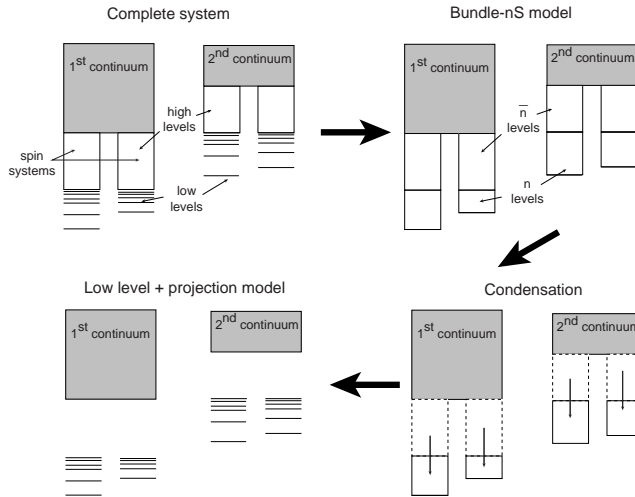 Complete system
Bundle-nS model
1st continuum
2nd continuum
high
levels
spin
systems
low
levels
1st continuum
2nd continuum
n̅
levels
n
levels
Low level + projection model
Condensation
1st continuum
2nd continuum
1st continuum
2nd continuum